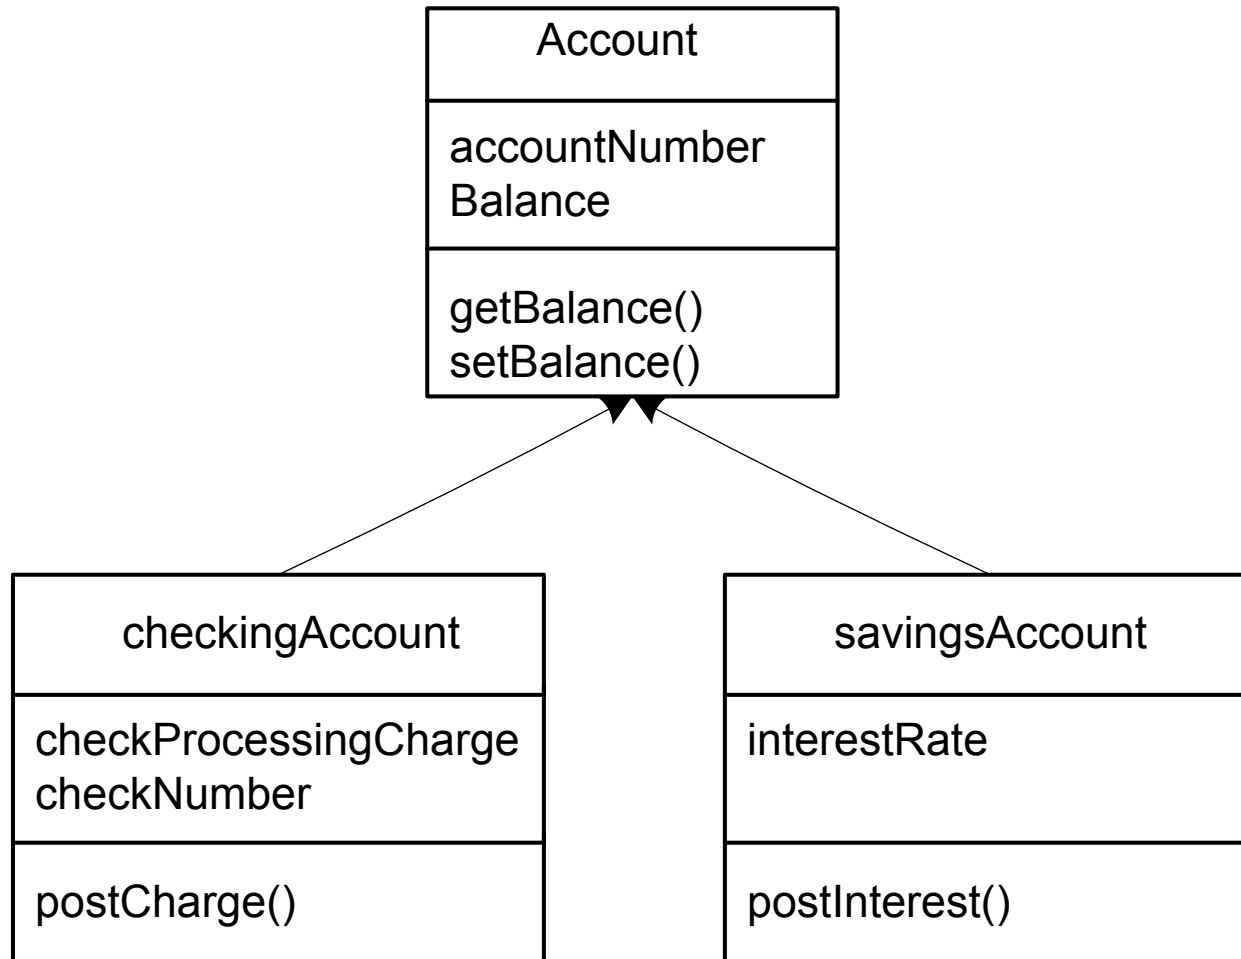 Account
accountNumber
Balance
getBalance()
setBalance()
checkingAccount
checkProcessingCharge
checkNumber
postCharge()
savingsAccount
interestRate
postInterest()